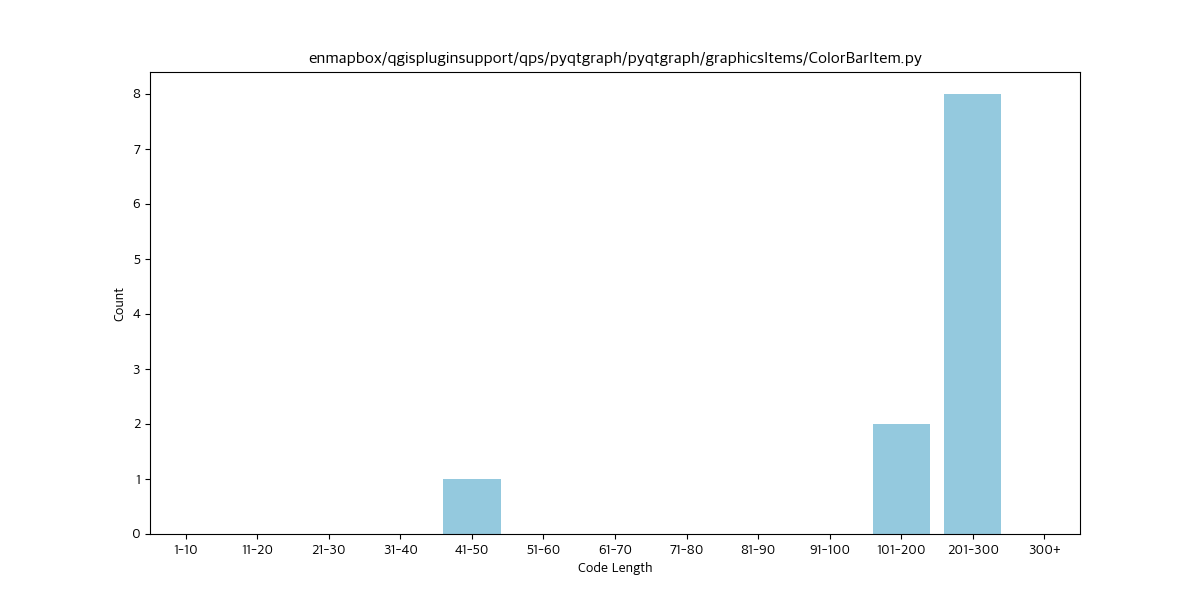 enmapbox/qgispluginsupport/qps/pyqtgraph/pyqtgraph/graphicsItems/ColorBarItem.py
8
7
6
5
4
3
2
1
0
Count
1-10 11-20 21-30 31-40 41-50 51-60 61-70 71-80 81-90 91-100 101-200 201-300 300+
Code Length